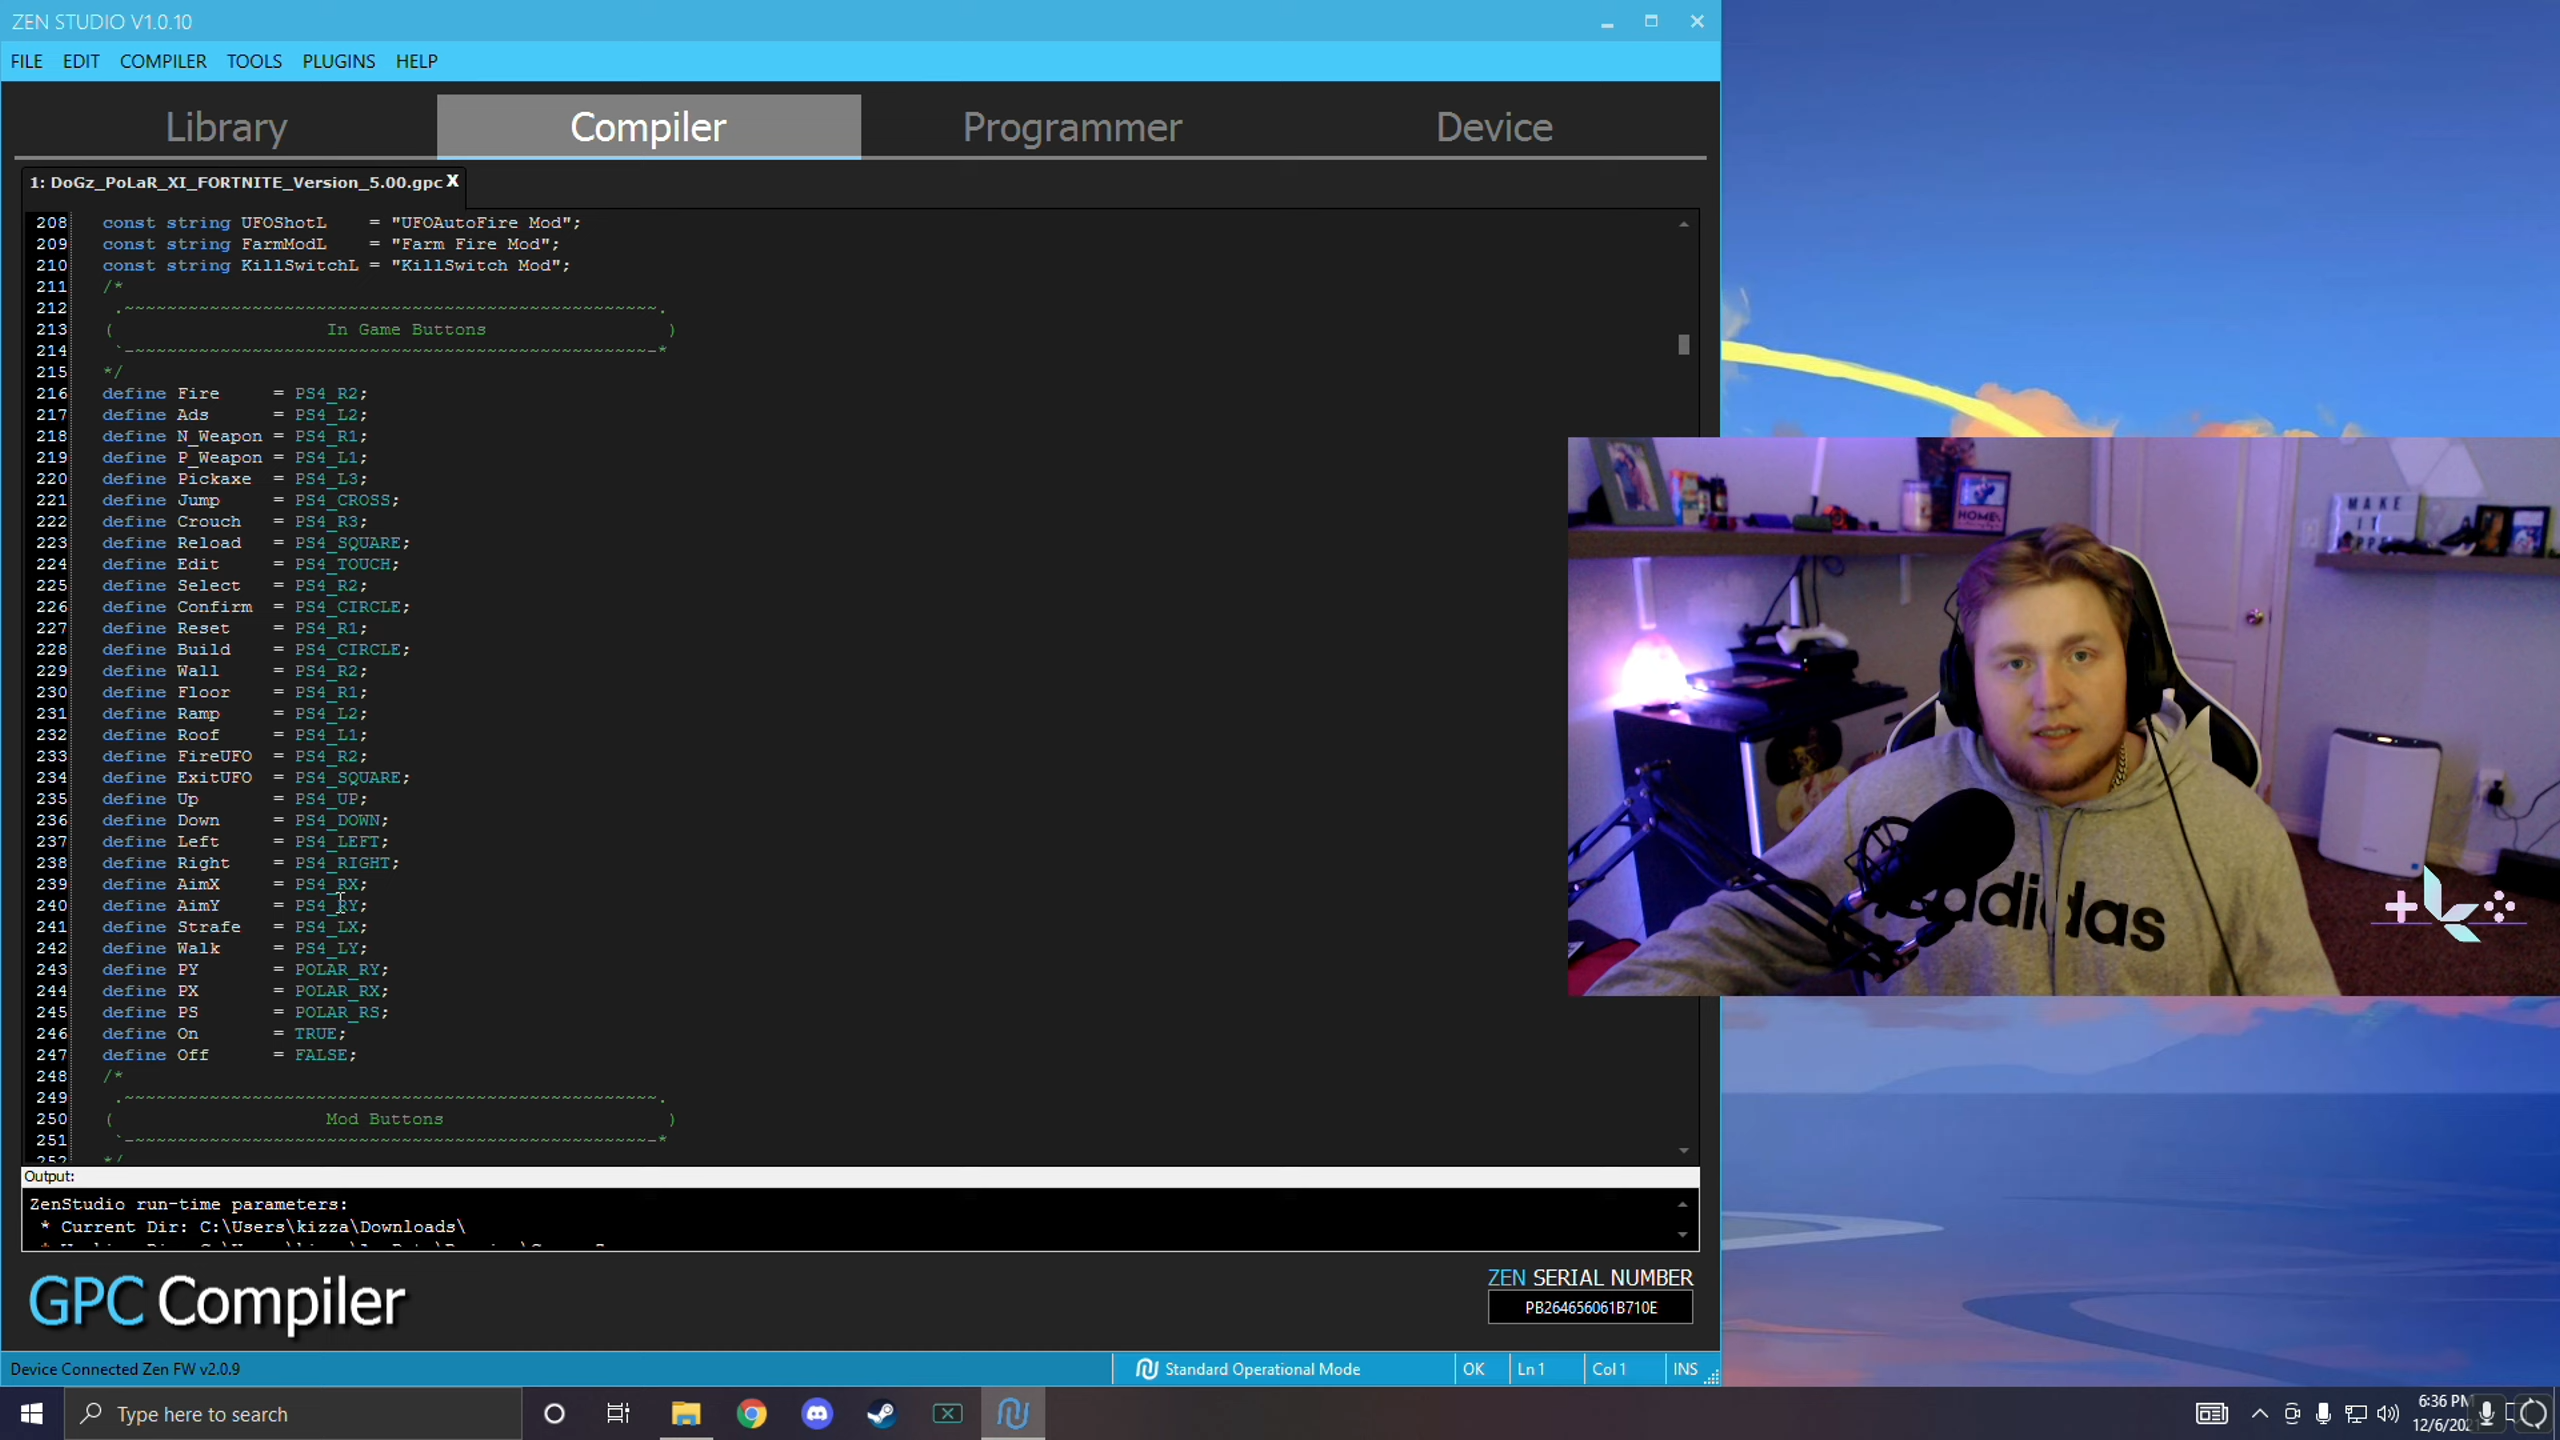 ZEN STUDIO V1.0.10
FILE EDIT COMPILER TOOLS PLUGINS HELP
Library Compiler Programmer Device
1: DoGz_PoLaR_XI_FORTNITE_Version_5.00.gpc X
208 const string UFOShotL = "UFOAutoFire Mod";
209 const string FarmModL = "Farm Fire Mod";
210 const string KillSwitchL = "KillSwitch Mod";
211 /*
212 .~~~~~~~~~~~~~~~~~~~~~~~~~~~~~~~~~~~~~~~~~~~~~~~~~~.
213 ( In Game Buttons )
214 `-~~~~~~~~~~~~~~~~~~~~~~~~~~~~~~~~~~~~~~~~~~~~~~~~-*
215 */
216 define Fire = PS4_R2;
217 define Ads = PS4_L2;
218 define N_Weapon = PS4_R1;
219 define P_Weapon = PS4_L1;
220 define Pickaxe = PS4_L3;
221 define Jump = PS4_CROSS;
222 define Crouch = PS4_R3;
223 define Reload = PS4_SQUARE;
224 define Edit = PS4_TOUCH;
225 define Select = PS4_R2;
226 define Confirm = PS4_CIRCLE;
227 define Reset = PS4_R1;
228 define Build = PS4_CIRCLE;
229 define Wall = PS4_R2;
230 define Floor = PS4_R1;
231 define Ramp = PS4_L2;
232 define Roof = PS4_L1;
233 define FireUFO = PS4_R2;
234 define ExitUFO = PS4_SQUARE;
235 define Up = PS4_UP;
236 define Down = PS4_DOWN;
237 define Left = PS4_LEFT;
238 define Right = PS4_RIGHT;
239 define AimX = PS4_RX;
240 define AimY = PS4_RY;
241 define Strafe = PS4_LX;
242 define Walk = PS4_LY;
243 define PY = POLAR_RY;
244 define PX = POLAR_RX;
245 define PS = POLAR_RS;
246 define On = TRUE;
247 define Off = FALSE;
248 /*
249 .~~~~~~~~~~~~~~~~~~~~~~~~~~~~~~~~~~~~~~~~~~~~~~~~~~.
250 ( Mod Buttons )
251 `-~~~~~~~~~~~~~~~~~~~~~~~~~~~~~~~~~~~~~~~~~~~~~~~~-*
252 */
MAKE
IT
HOME
adidas
Output:
ZenStudio run-time parameters:
* Current Dir: C:\Users\kizza\Downloads\
GPC Compiler
ZEN SERIAL NUMBER
PB264656061B710E
Device Connected Zen FW v2.0.9
Standard Operational Mode OK Ln 1 Col 1 INS
Type here to search
6:36 PM